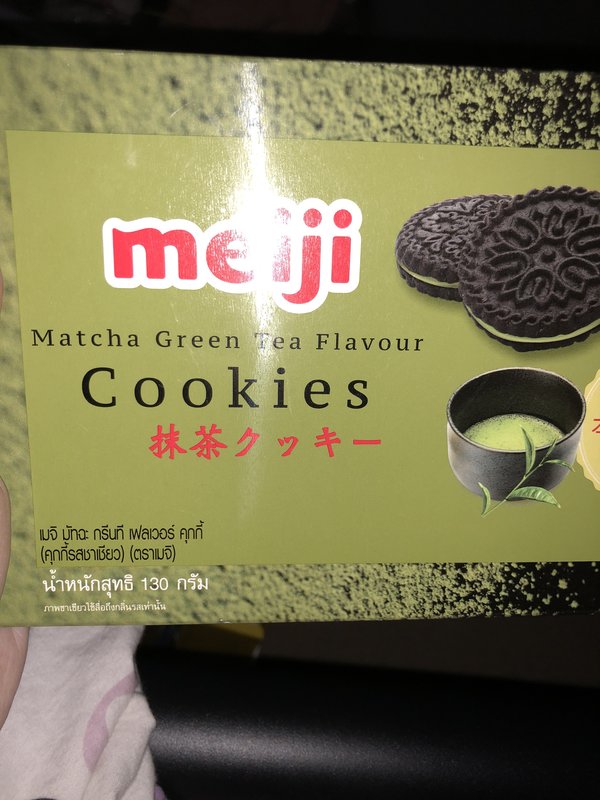 meiji
Matcha Green Tea Flavour
Cookies
抹茶クッキー
เมจิ มัทฉะ กรีนที เฟลเวอร์ คุกกี้
(คุกกี้รสชาเขียว) (ตราเมจิ)
น้ำหนักสุทธิ 130 กรัม
ภาพชาเขียวใช้สื่อถึงกลิ่นรสเท่านั้น